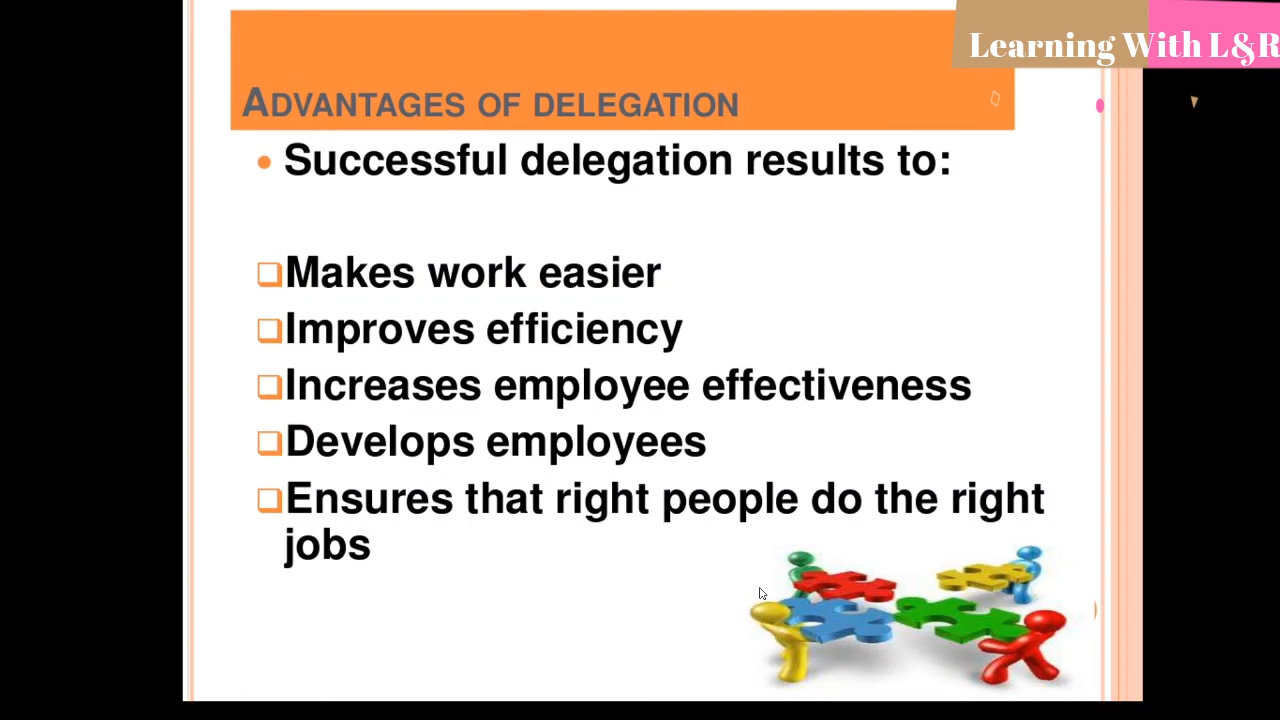 Learning With L&R
ADVANTAGES OF DELEGATION
Successful delegation results to:
Makes work easier
Improves efficiency
Increases employee effectiveness
Develops employees
Ensures that right people do the right
jobs